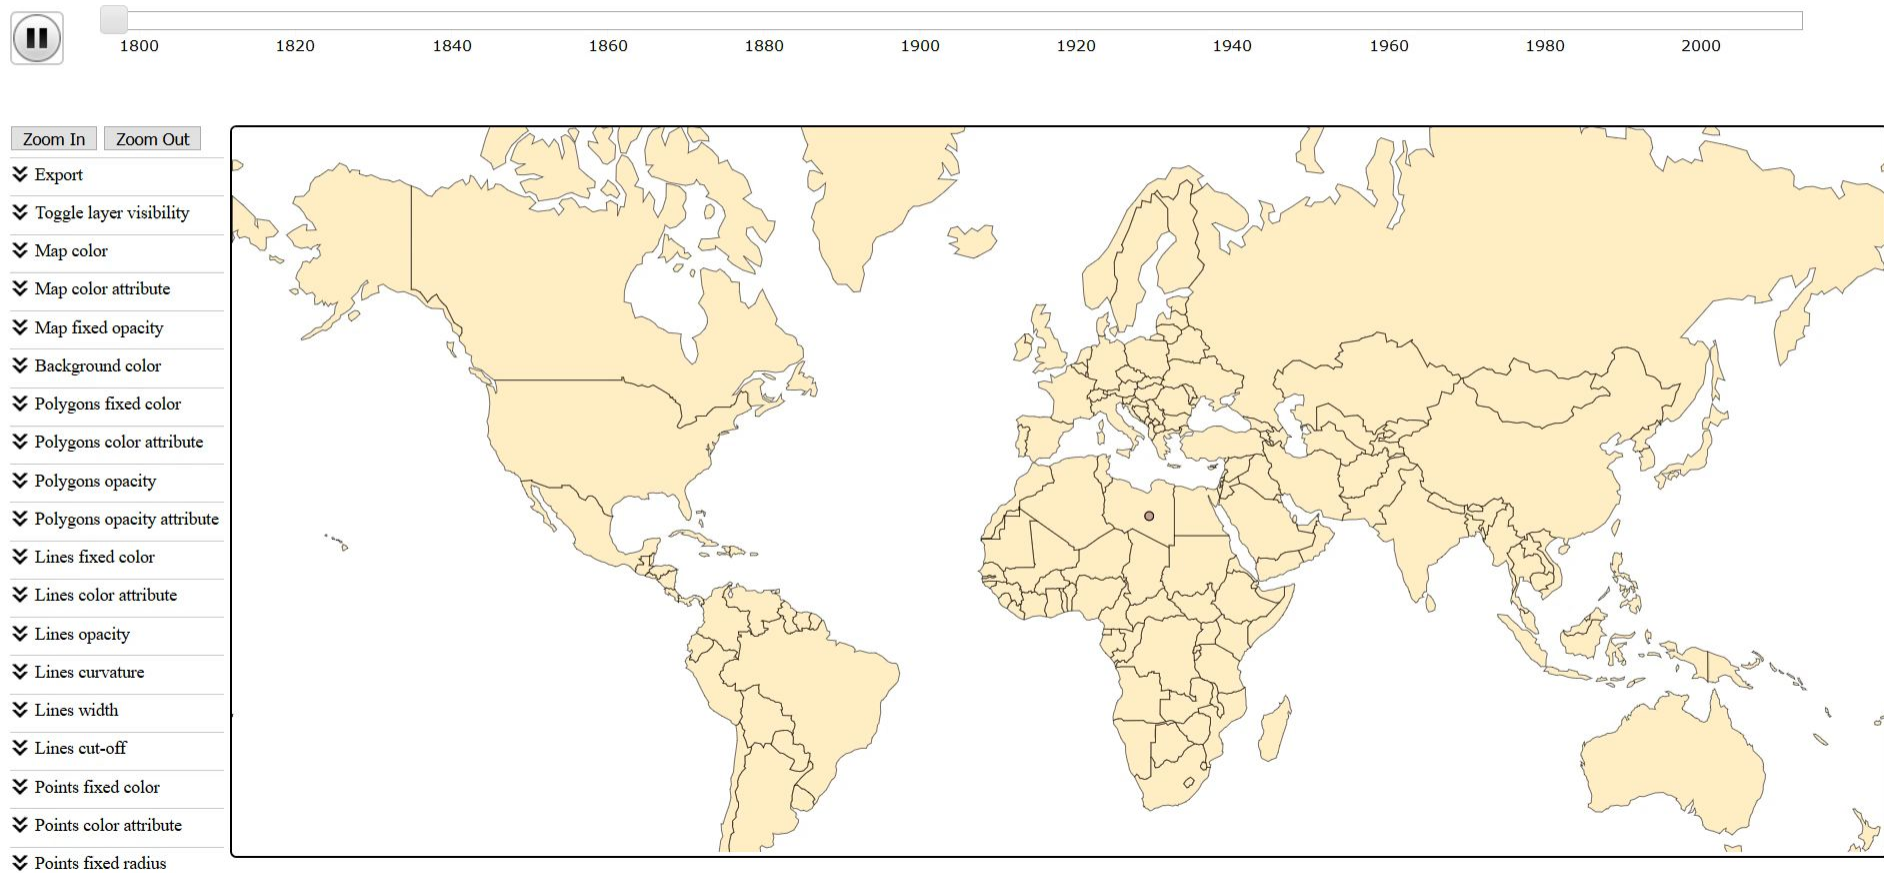 1800 1820 1840 1860 1880 1900 1920 1940 1960 1980 2000
Zoom In Zoom Out
Export
Toggle layer visibility
Map color
Map color attribute
Map fixed opacity
Background color
Polygons fixed color
Polygons color attribute
Polygons opacity
Polygons opacity attribute
Lines fixed color
Lines color attribute
Lines opacity
Lines curvature
Lines width
Lines cut-off
Points fixed color
Points color attribute
Points fixed radius